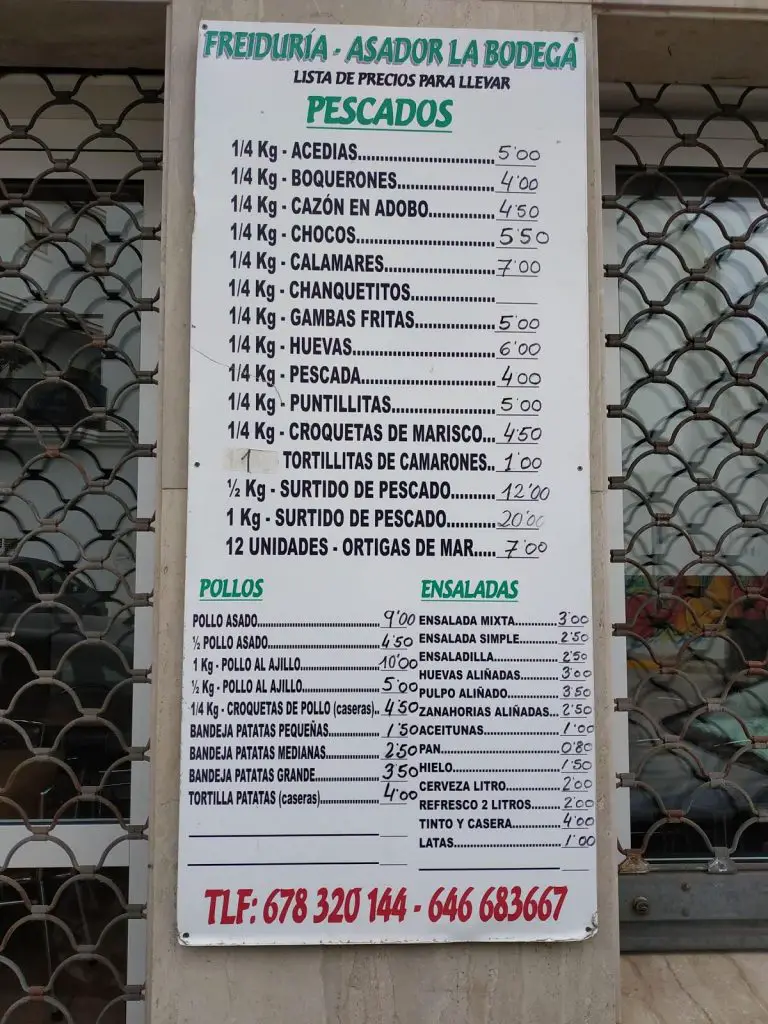 FREIDURÍA - ASADOR LA BODEGA
LISTA DE PRECIOS PARA LLEVAR
PESCADOS
1/4 Kg - ACEDIAS..........5'00
1/4 Kg - BOQUERONES..........4'00
1/4 Kg - CAZÓN EN ADOBO..........4'50
1/4 Kg - CHOCOS..........5'50
1/4 Kg - CALAMARES..........7'00
1/4 Kg - CHANQUETITOS..........
1/4 Kg - GAMBAS FRITAS..........5'00
1/4 Kg - HUEVAS..........6'00
1/4 Kg - PESCADA..........4'00
1/4 Kg - PUNTILLITAS..........5'00
1/4 Kg - CROQUETAS DE MARISCO...4'50
1 TORTILLITAS DE CAMARONES..1'00
½ Kg - SURTIDO DE PESCADO..........12'00
1 Kg - SURTIDO DE PESCADO..........20'00
12 UNIDADES - ORTIGAS DE MAR.....7'00
POLLOS
POLLO ASADO..........9'00
½ POLLO ASADO..........4'50
1 Kg - POLLO AL AJILLO..........10'00
½ Kg - POLLO AL AJILLO..........5'00
1/4 Kg - CROQUETAS DE POLLO (caseras)..4'50
BANDEJA PATATAS PEQUEÑAS..........1'50
BANDEJA PATATAS MEDIANAS..........2'50
BANDEJA PATATAS GRANDE..........3'50
TORTILLA PATATAS (caseras)..........4'00
ENSALADAS
ENSALADA MIXTA..........3'00
ENSALADA SIMPLE..........2'50
ENSALADILLA..........2'50
HUEVAS ALIÑADAS..........3'00
PULPO ALIÑADO..........3'50
ZANAHORIAS ALIÑADAS...2'50
ACEITUNAS..........1'00
PAN..........0'80
HIELO..........1'50
CERVEZA LITRO..........2'00
REFRESCO 2 LITROS........2'00
TINTO Y CASERA..........4'00
LATAS..........1'00
TLF: 678 320 144 - 646 683667